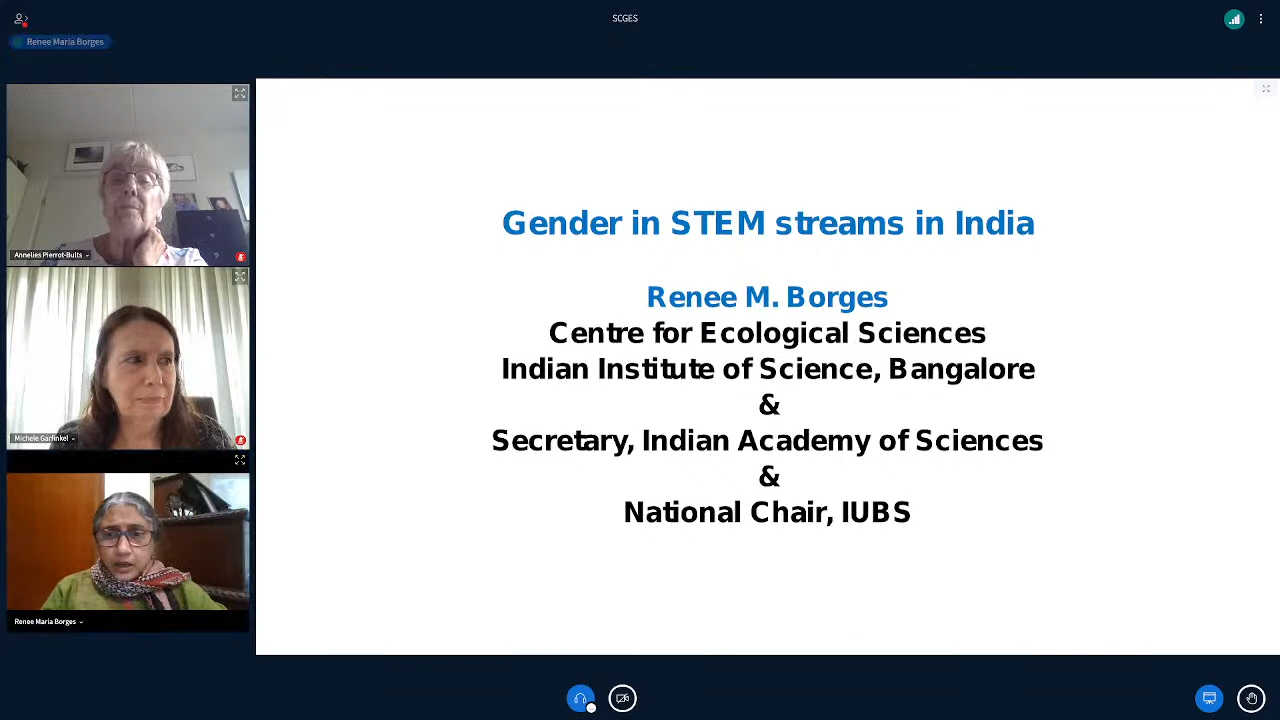 SCGES
Renee Maria Borges
Annelies Pierrot-Bults
Michele Garfinkel
Renee Maria Borges
Gender in STEM streams in India
Renee M. Borges
Centre for Ecological Sciences
Indian Institute of Science, Bangalore
&
Secretary, Indian Academy of Sciences
&
National Chair, IUBS